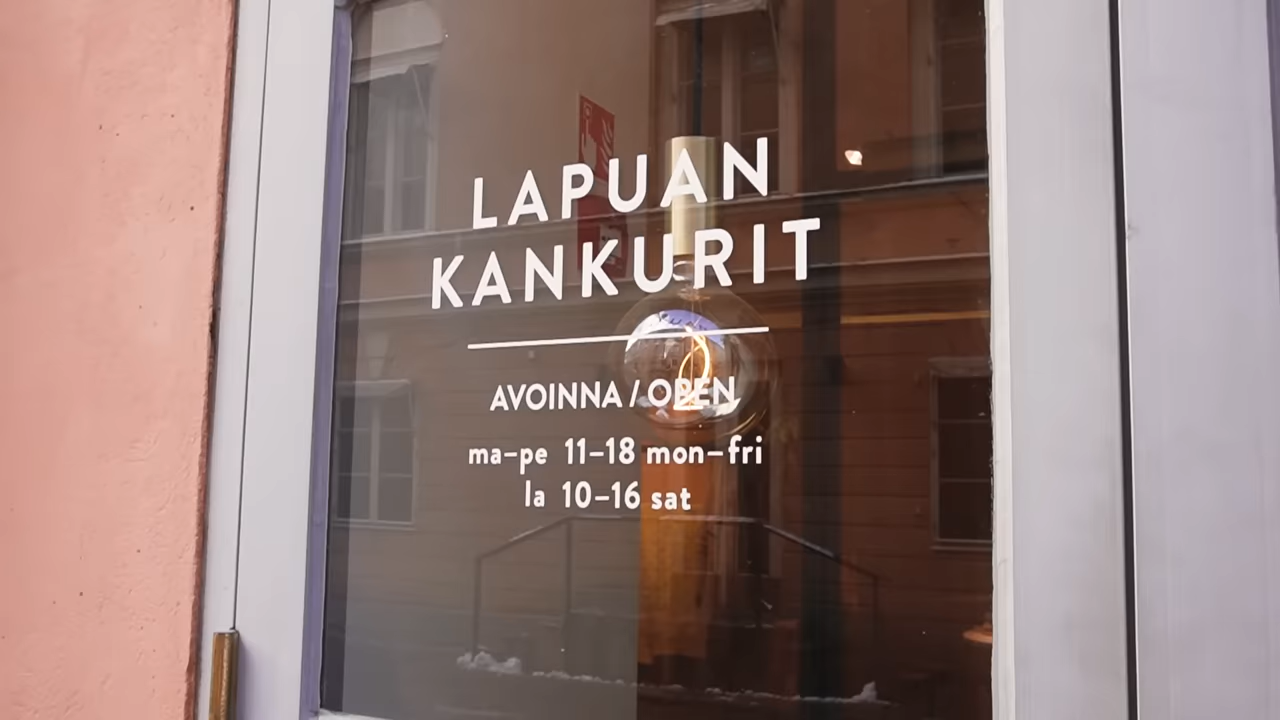 LAPUAN
KANKURIT
AVOINNA / OPEN
ma–pe 11–18 mon–fri
la 10–16 sat